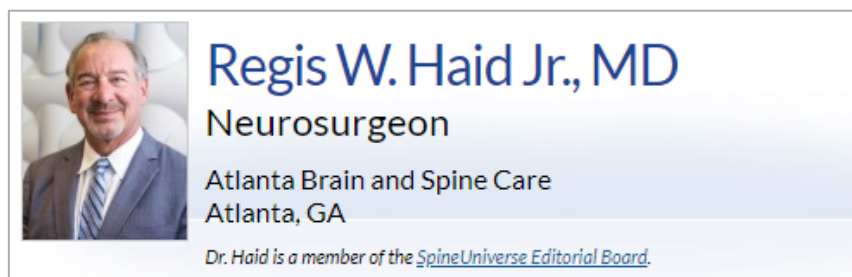 Regis W. Haid Jr., MD
Neurosurgeon
Atlanta Brain and Spine Care
Atlanta, GA
Dr. Haid is a member of the SpineUniverse Editorial Board.